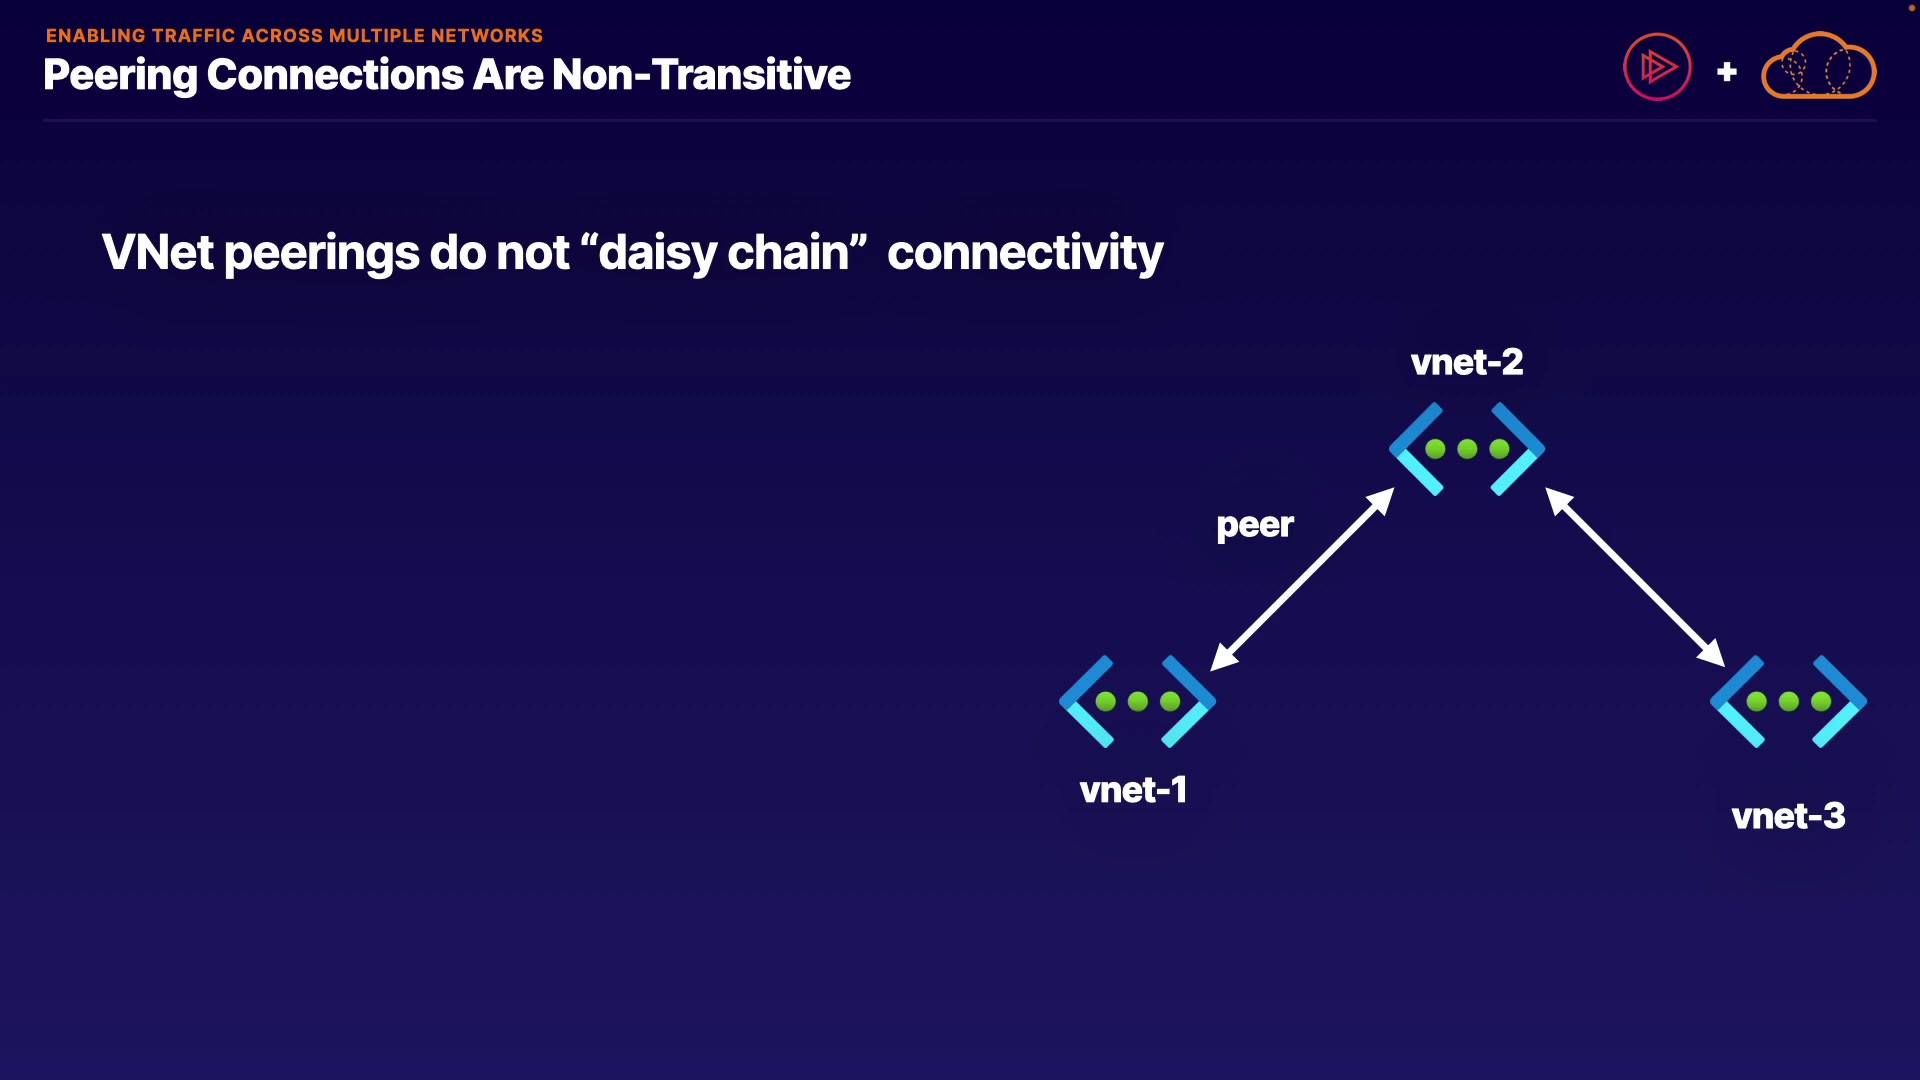 ENABLING TRAFFIC ACROSS MULTIPLE NETWORKS
Peering Connections Are Non-Transitive
+
VNet peerings do not “daisy chain” connectivity
vnet-2
peer
vnet-1
vnet-3